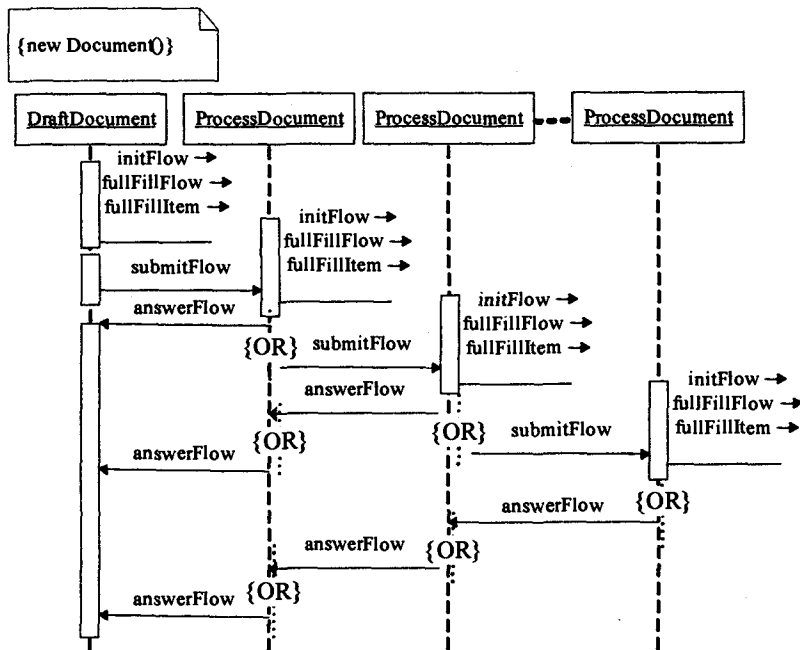 {new Document()}
DraftDocument ProcessDocument ProcessDocument ProcessDocument
initFlow
fullFillFlow
fullFillItem
initFlow
fullFillFlow
fullFillItem
submitFlow
initFlow
fullFillFlow
fullFillItem
answerFlow
{OR}
submitFlow
initFlow
fullFillFlow
fullFillItem
answerFlow
{OR}
{OR}
submitFlow
answerFlow
answerFlow
{OR}
answerFlow
{OR}
answerFlow
{OR}